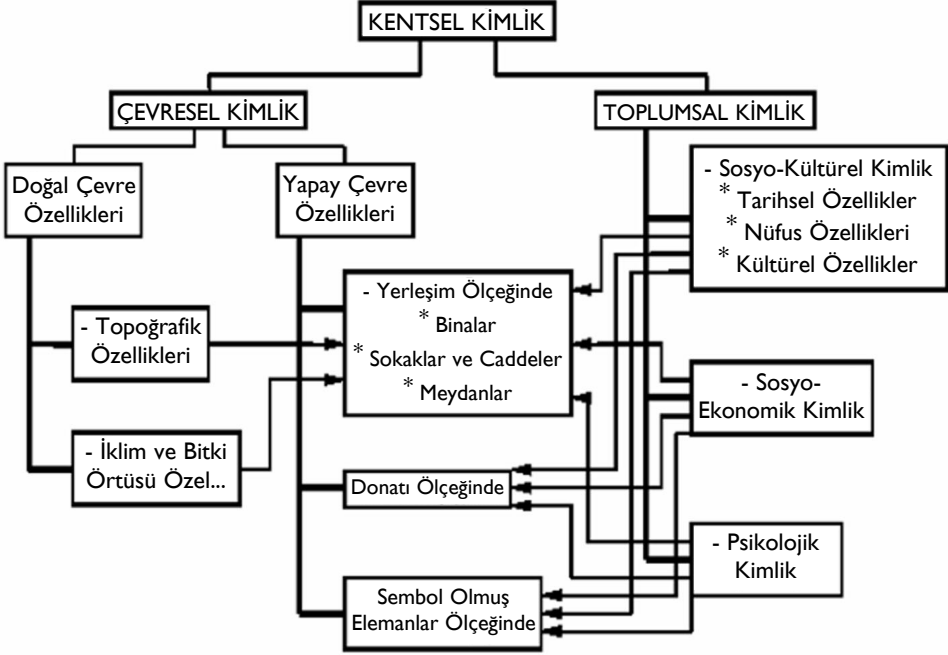 KENTSEL KİMLİK
ÇEVRESEL KİMLİK
TOPLUMSAL KİMLİK
Doğal Çevre
Özellikleri
Yapay Çevre
Özellikleri
- Sosyo-Kültürel Kimlik
* Tarihsel Özellikler
* Nüfus Özellikleri
* Kültürel Özellikler
- Yerleşim Ölçeğinde
* Binalar
* Sokaklar ve Caddeler
* Meydanlar
- Topoğrafik
Özellikleri
- Sosyo-
Ekonomik Kimlik
- İklim ve Bitki
Örtüsü Özel...
Donatı Ölçeğinde
- Psikolojik
Kimlik
Sembol Olmuş
Elemanlar Ölçeğinde